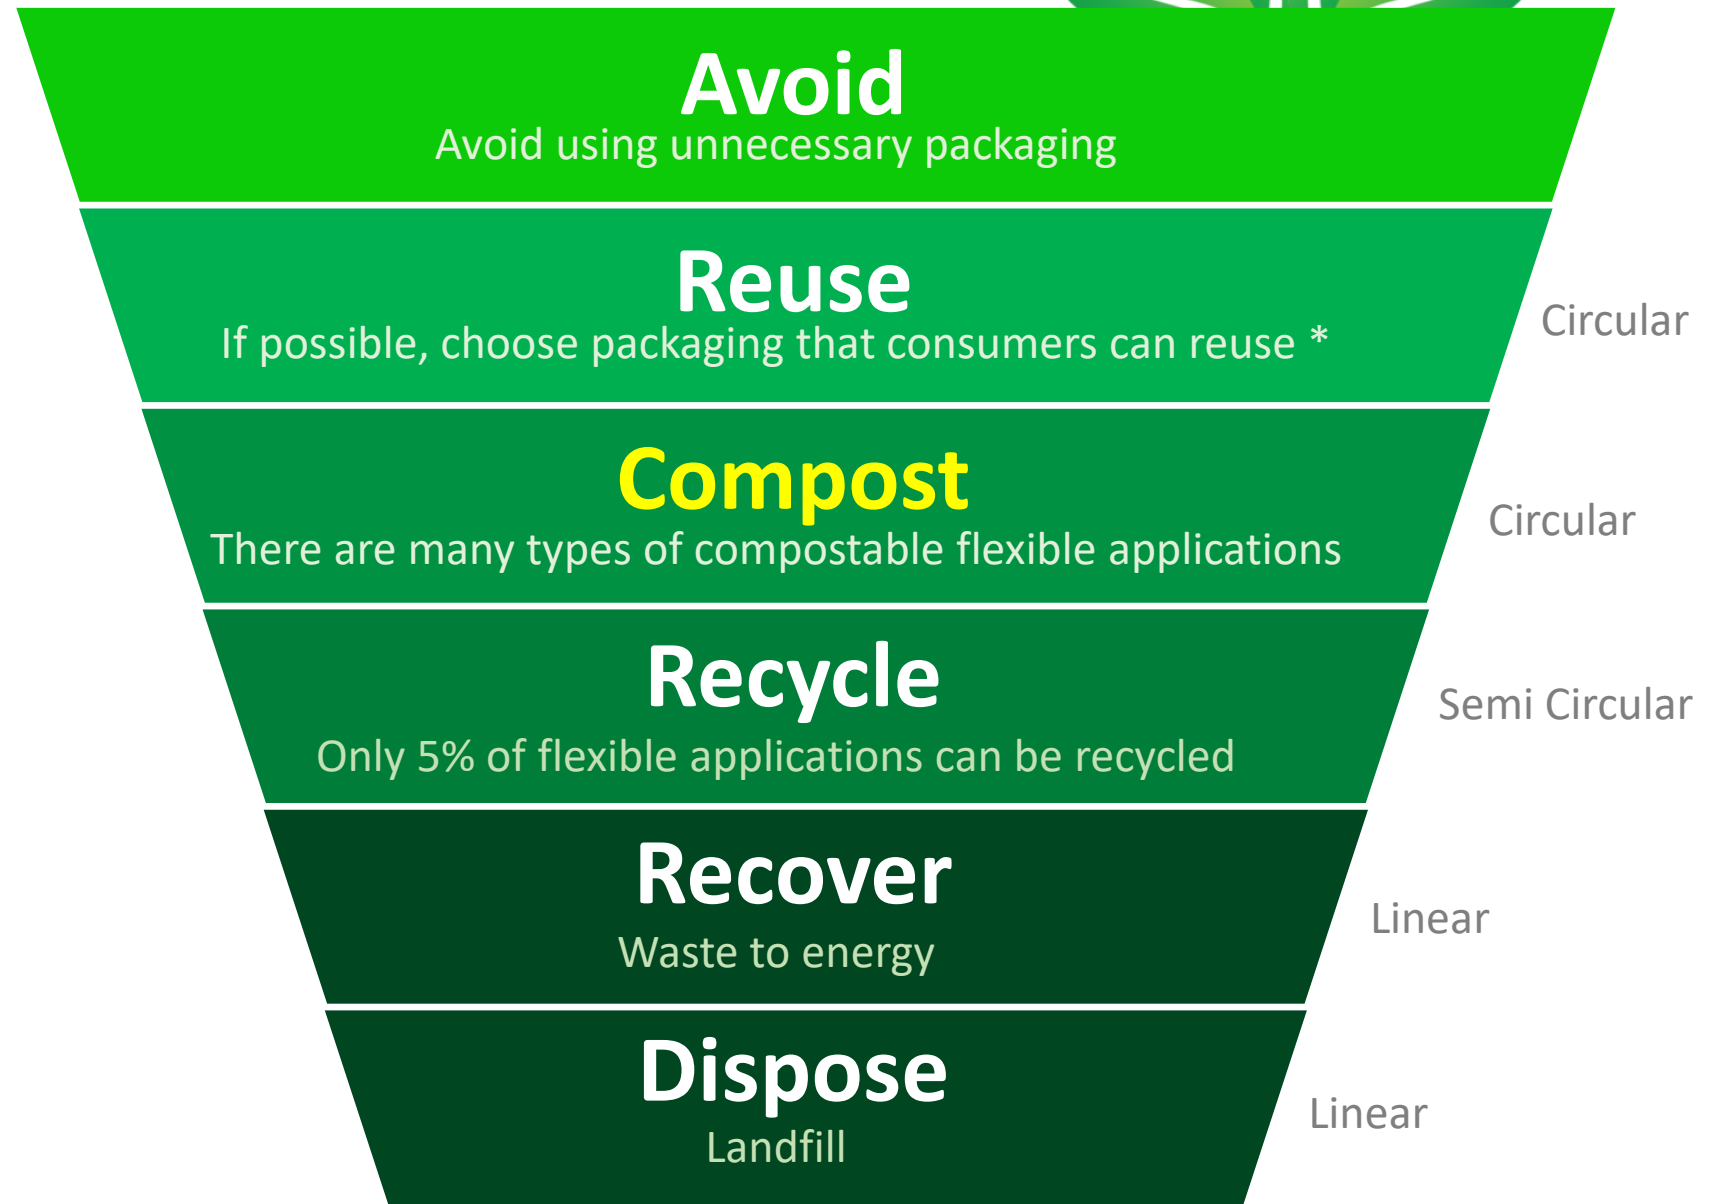 Avoid
Avoid using unnecessary packaging
Reuse
If possible, choose packaging that consumers can reuse *
Circular
Compost
There are many types of compostable flexible applications
Circular
Recycle
Only 5% of flexible applications can be recycled
Semi Circular
Recover
Waste to energy
Linear
Dispose
Landfill
Linear